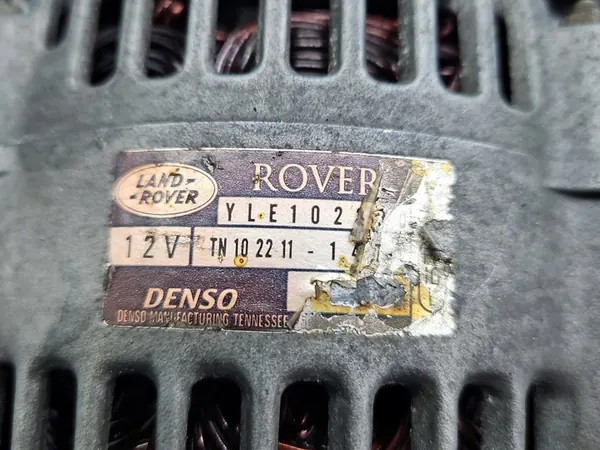 LAND-
-ROVER
ROVER
YLE102
12V TN 10 22 11 - 1
DENSO
DENSO MANUFACTURING TENNESSEE